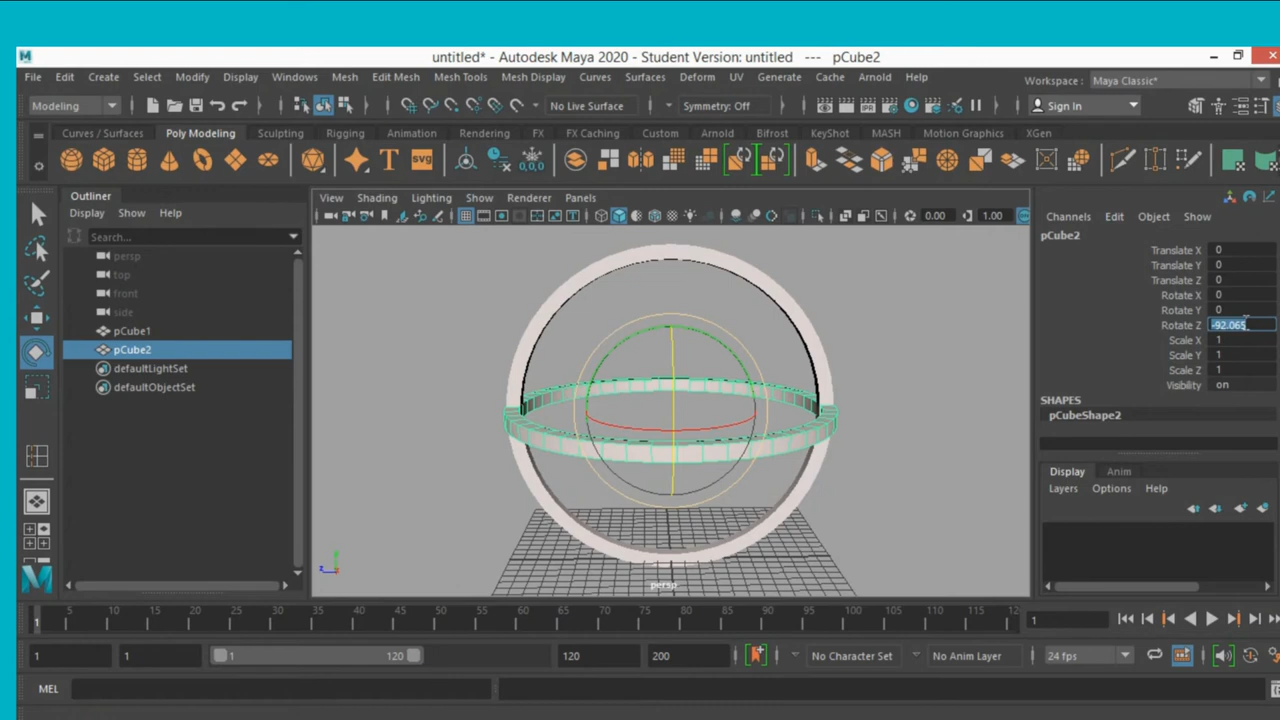 untitled* - Autodesk Maya 2020 - Student Version: untitled --- pCube2
File Edit Create Select Modify Display Windows Mesh Edit Mesh Mesh Tools Mesh Display Curves Surfaces Deform UV Generate Cache Arnold Help
Workspace : Maya Classic*
Modeling No Live Surface Symmetry: Off Sign In
Curves / Surfaces Poly Modeling Sculpting Rigging Animation Rendering FX FX Caching Custom Arnold Bifrost KeyShot MASH Motion Graphics XGen
T SVG 0,0,0
Outliner
Display Show Help
Search...
persp
top
front
side
pCube1
pCube2
defaultLightSet
defaultObjectSet
View Shading Lighting Show Renderer Panels
0.00 1.00
persp
Channels Edit Object Show
pCube2
Translate X 0
Translate Y 0
Translate Z 0
Rotate X 0
Rotate Y 0
Rotate Z -92.065
Scale X 1
Scale Y 1
Scale Z 1
Visibility on
SHAPES
pCubeShape2
Display Anim
Layers Options Help
1 5 10 15 20 25 30 35 40 45 50 55 60 65 70 75 80 85 90 95 100 105 110 115 12 1
1 1 1 120 120 200 No Character Set No Anim Layer 24 fps
MEL